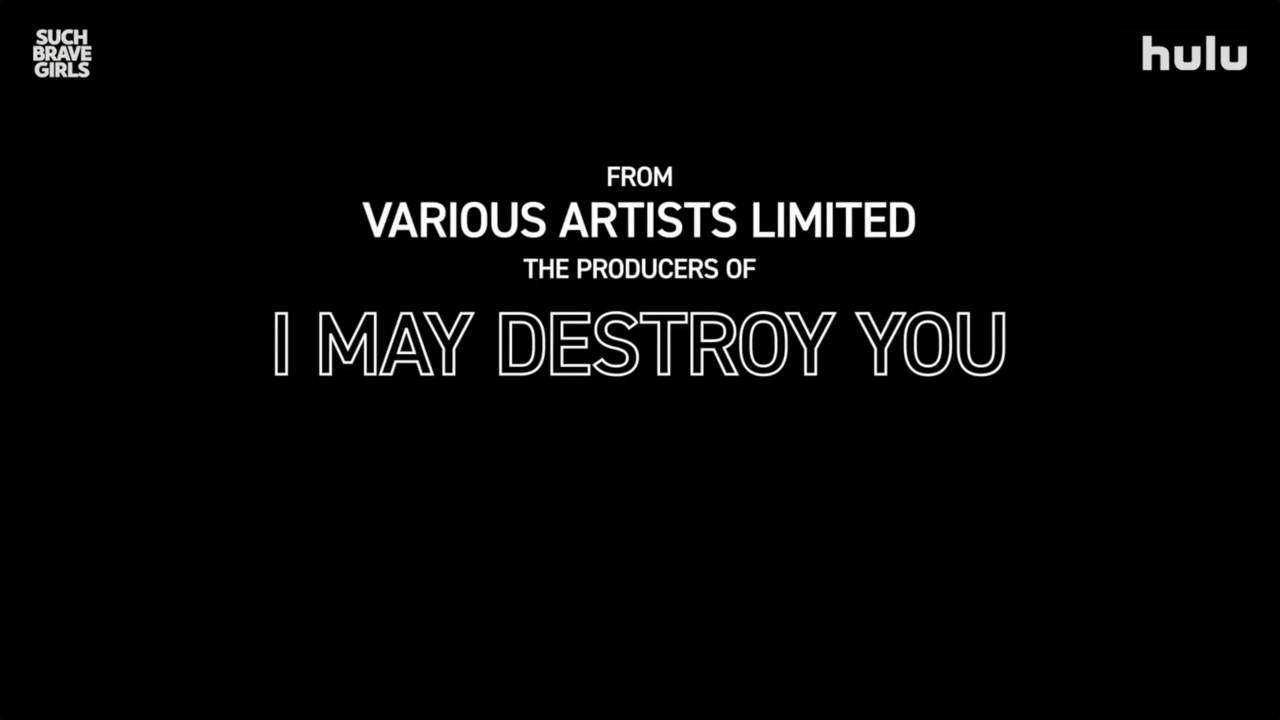 SUCH
BRAVE
GIRLS
hulu
FROM
VARIOUS ARTISTS LIMITED
THE PRODUCERS OF
I MAY DESTROY YOU